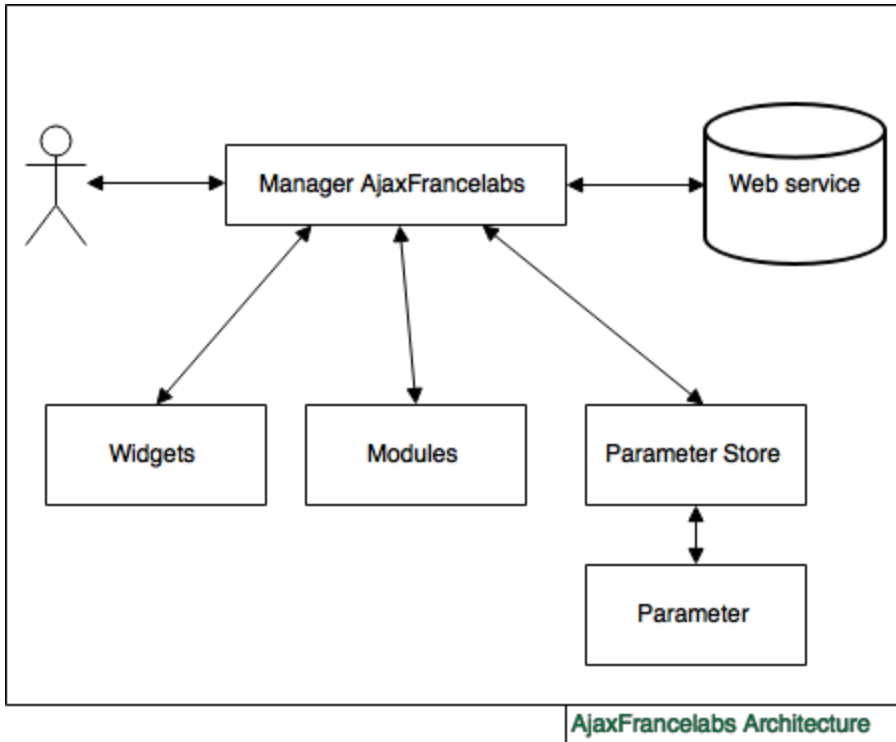 Manager AjaxFrancelabs
Web service
Widgets
Modules
Parameter Store
Parameter
AjaxFrancelabs Architecture